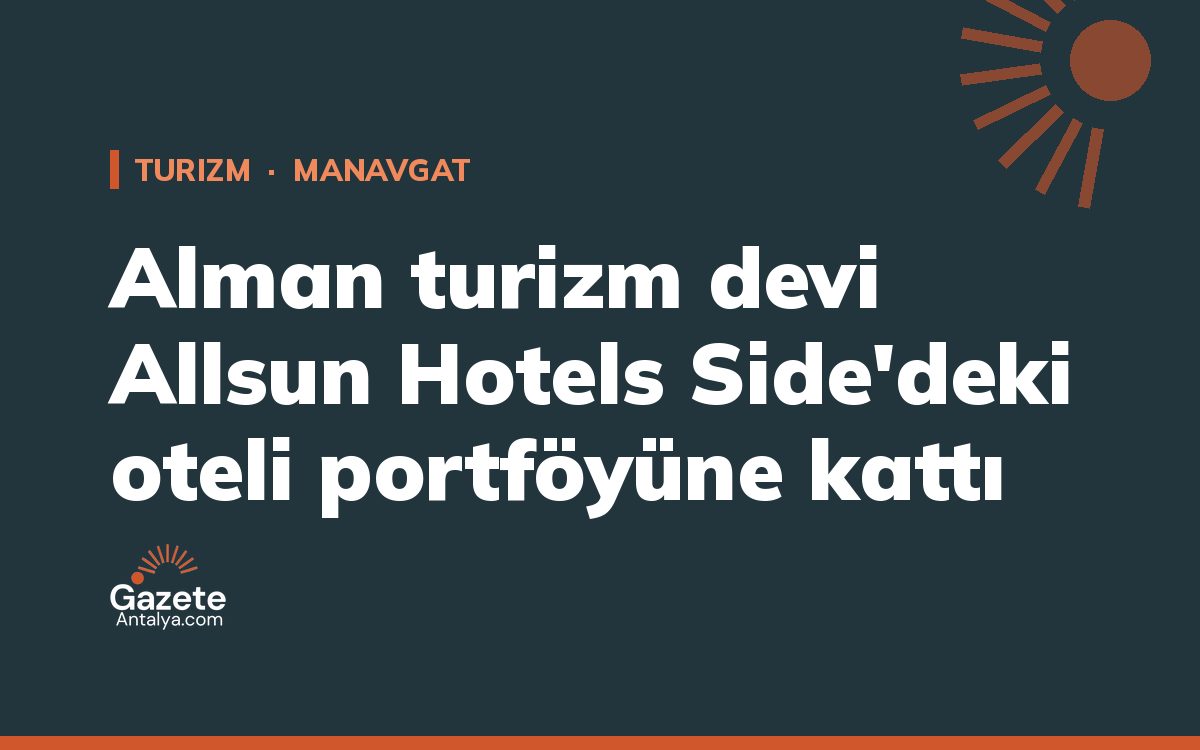 TURIZM · MANAVGAT
Alman turizm devi
Allsun Hotels Side'deki
oteli portföyüne kattı
Gazete
Antalya.com